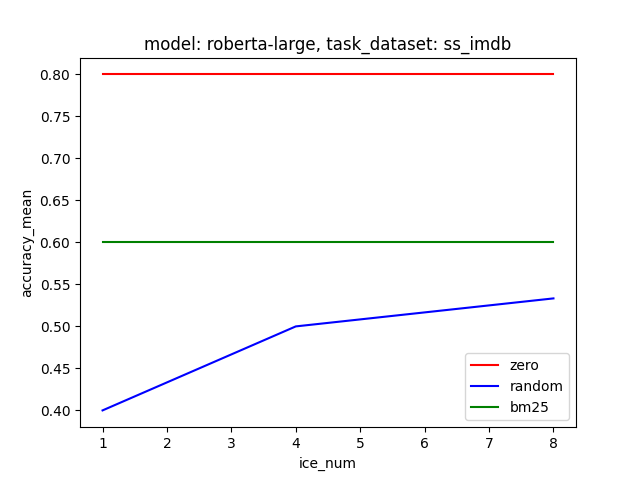 model: roberta-large, task_dataset: ss_imdb
accuracy_mean
0.80
0.75
0.70
0.65
0.60
0.55
0.50
0.45
0.40
zero
random
bm25
1 2 3 4 5 6 7 8
ice_num